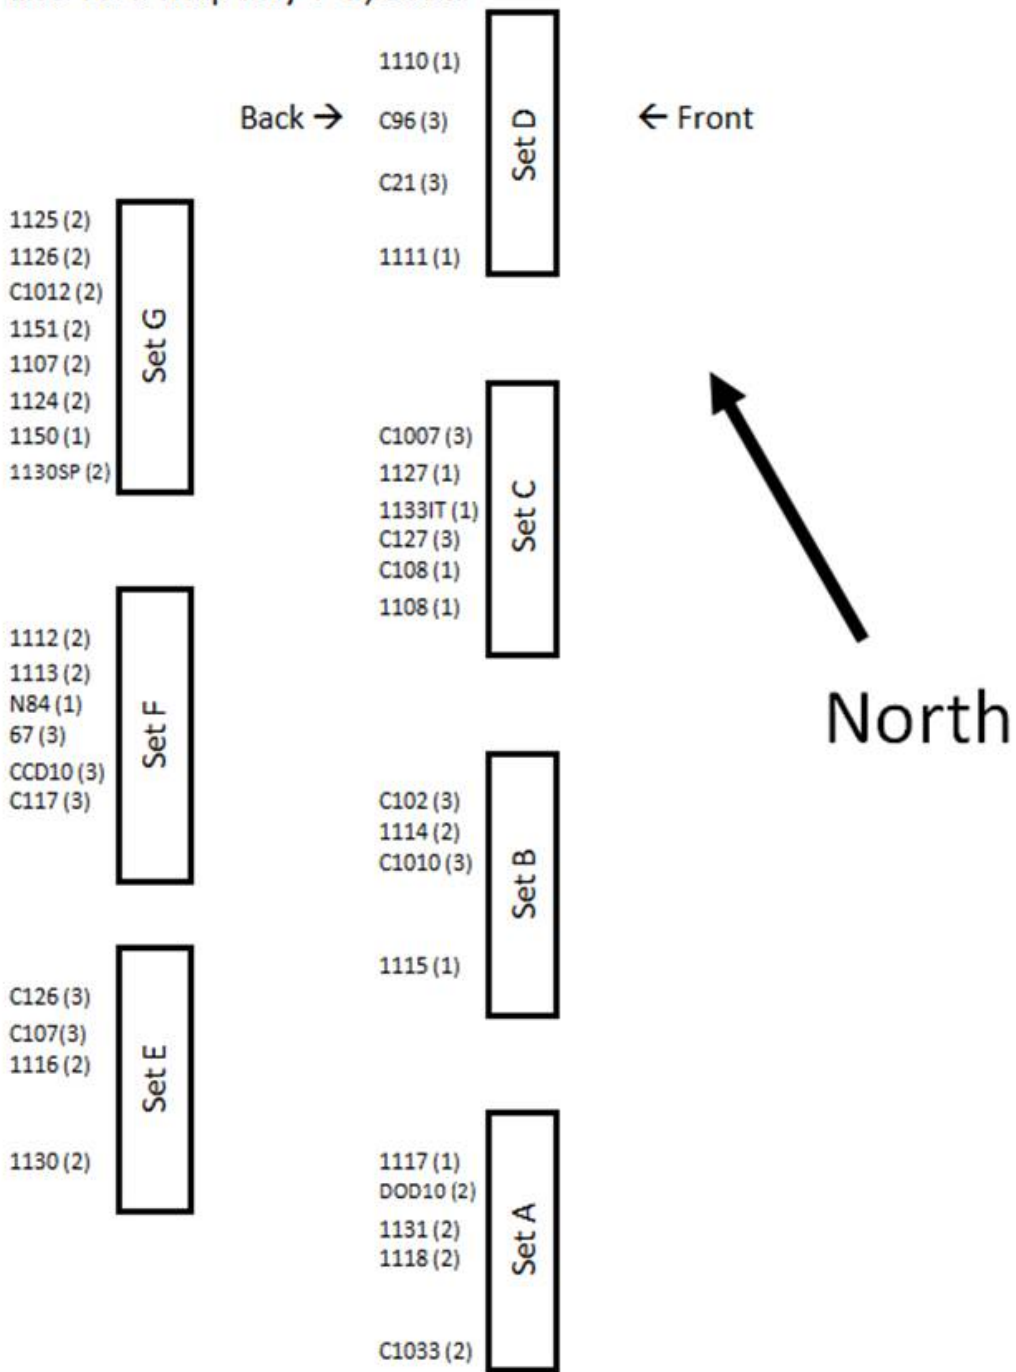 1110 (1)
Back → C96 (3) ← Front
C21 (3)
1111 (1)
Set D
1125 (2)
1126 (2)
C1012 (2)
1151 (2)
1107 (2)
1124 (2)
1150 (1)
1130SP (2)
Set G
C1007 (3)
1127 (1)
1133IT (1)
C127 (3)
C108 (1)
1108 (1)
Set C
North
1112 (2)
1113 (2)
N84 (1)
67 (3)
CCD10 (3)
C117 (3)
Set F
C102 (3)
1114 (2)
C1010 (3)
1115 (1)
Set B
C126 (3)
C107(3)
1116 (2)
1130 (2)
Set E
1117 (1)
DOD10 (2)
1131 (2)
1118 (2)
C1033 (2)
Set A